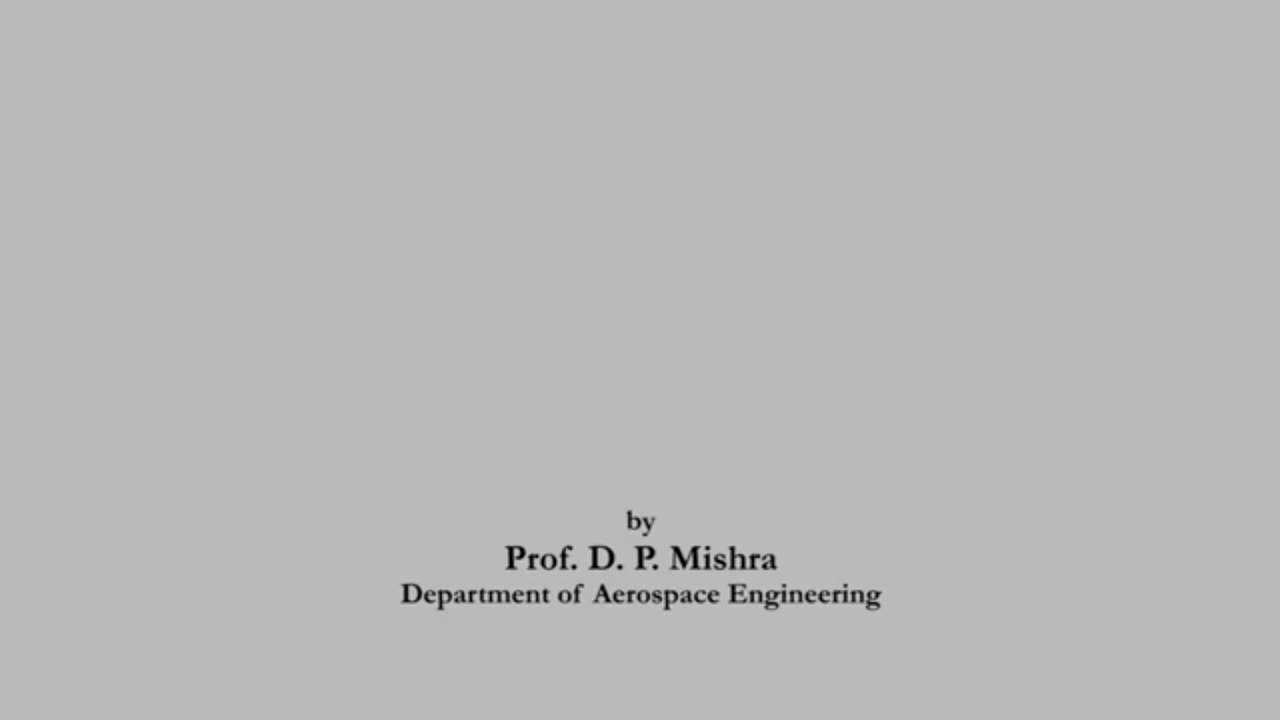 by
Prof. D. P. Mishra
Department of Aerospace Engineering